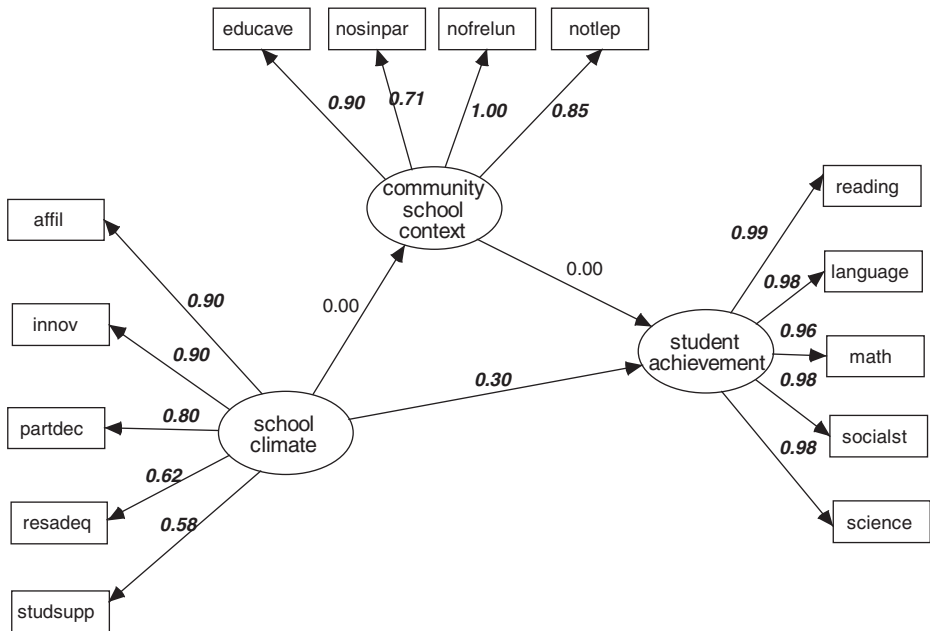 educave
nosinpar
nofrelun
notlep
0.90
0.71
1.00
0.85
community
school
context
reading
affil
0.99
0.00
language
0.90
0.00
0.98
innov
student
achievement
0.96
math
0.90
0.30
0.98
partdec
0.80
school
climate
socialst
0.98
0.62
resadeq
0.58
science
studsupp